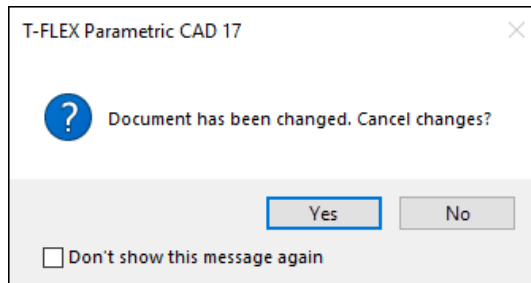 T-FLEX Parametric CAD 17
Document has been changed. Cancel changes?
Yes No
Don't show this message again